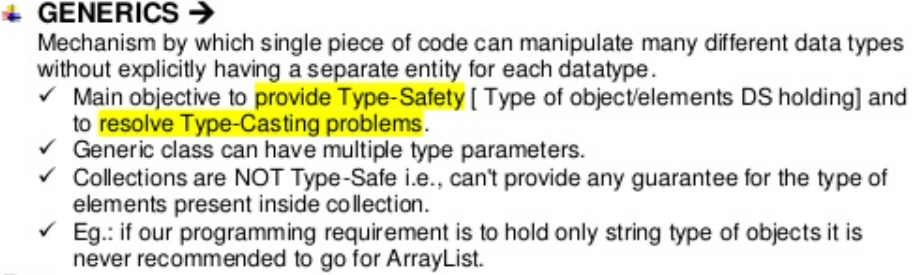 GENERICS →
Mechanism by which single piece of code can manipulate many different data types
without explicitly having a separate entity for each datatype.
✓ Main objective to provide Type-Safety [ Type of object/elements DS holding] and
to resolve Type-Casting problems.
✓ Generic class can have multiple type parameters.
✓ Collections are NOT Type-Safe i.e., can't provide any guarantee for the type of
elements present inside collection.
✓ Eg.: if our programming requirement is to hold only string type of objects it is
never recommended to go for ArrayList.